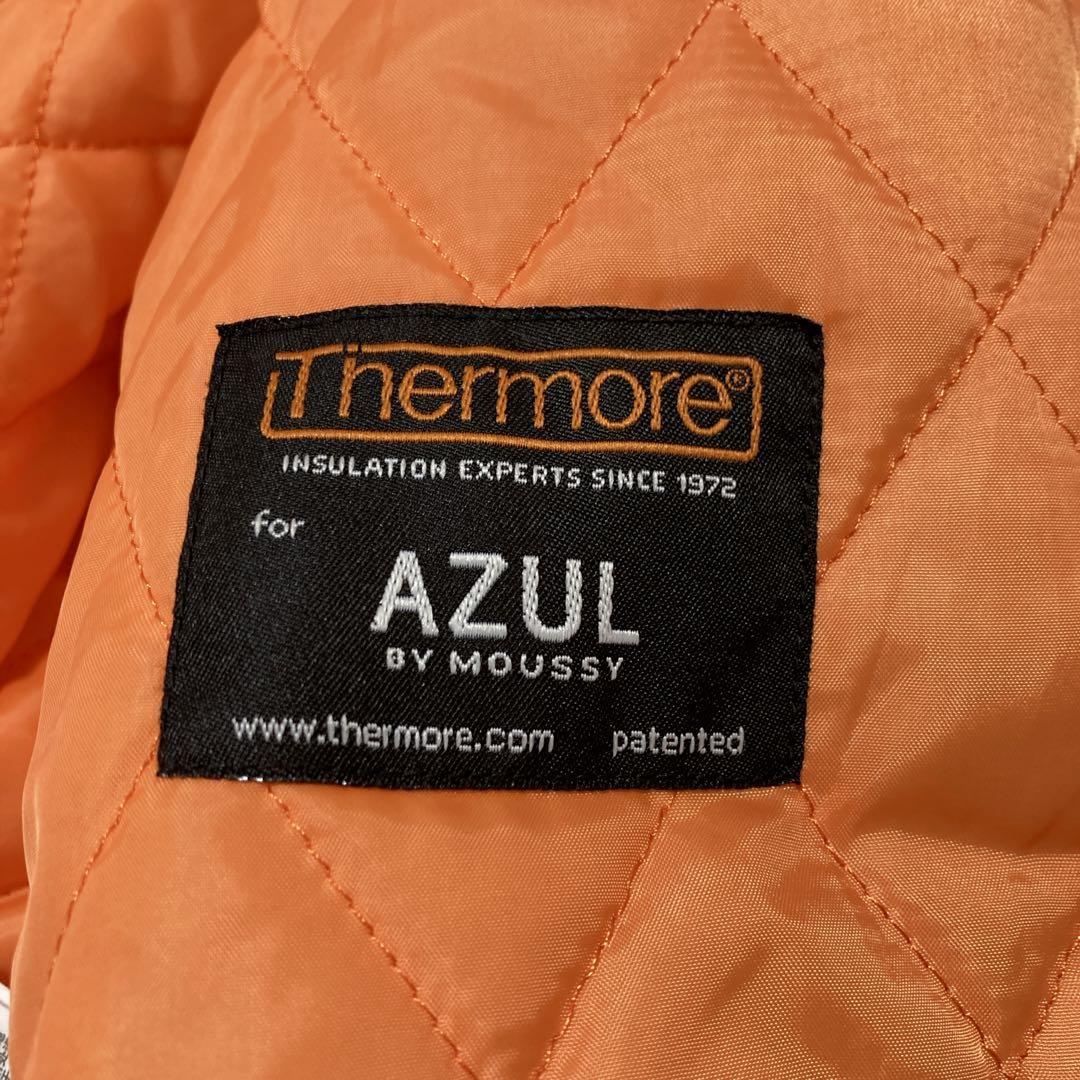 Thermore®
INSULATION EXPERTS SINCE 1972
for
AZUL
BY MOUSSY
www.thermore.com patented